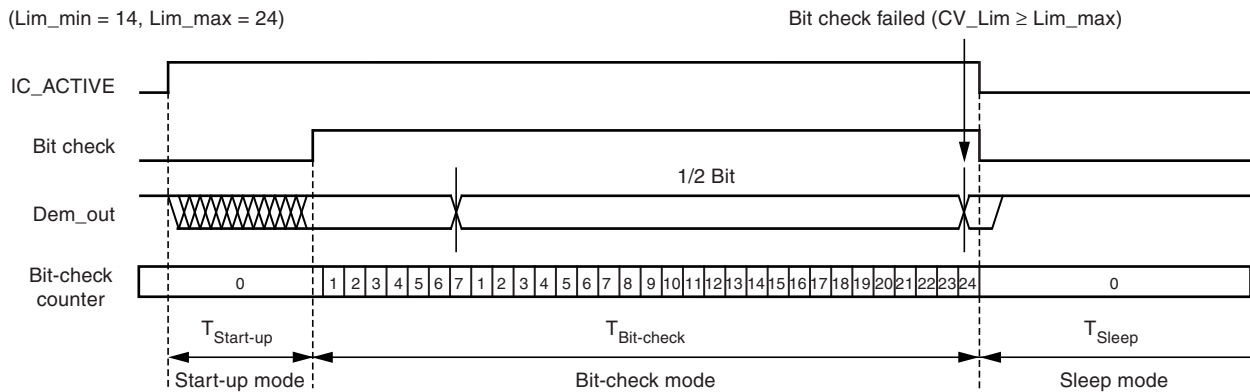 (Lim_min = 14, Lim_max = 24)
Bit check failed (CV_Lim ≥ Lim_max)
IC_ACTIVE
Bit check
1/2 Bit
Dem_out
Bit-check
counter
0 1 2 3 4 5 6 7 1 2 3 4 5 6 7 8 9 10 11 12 13 14 15 16 17 18 19 20 21 22 23 24 0
T Start-up T Bit-check T Sleep
Start-up mode Bit-check mode Sleep mode